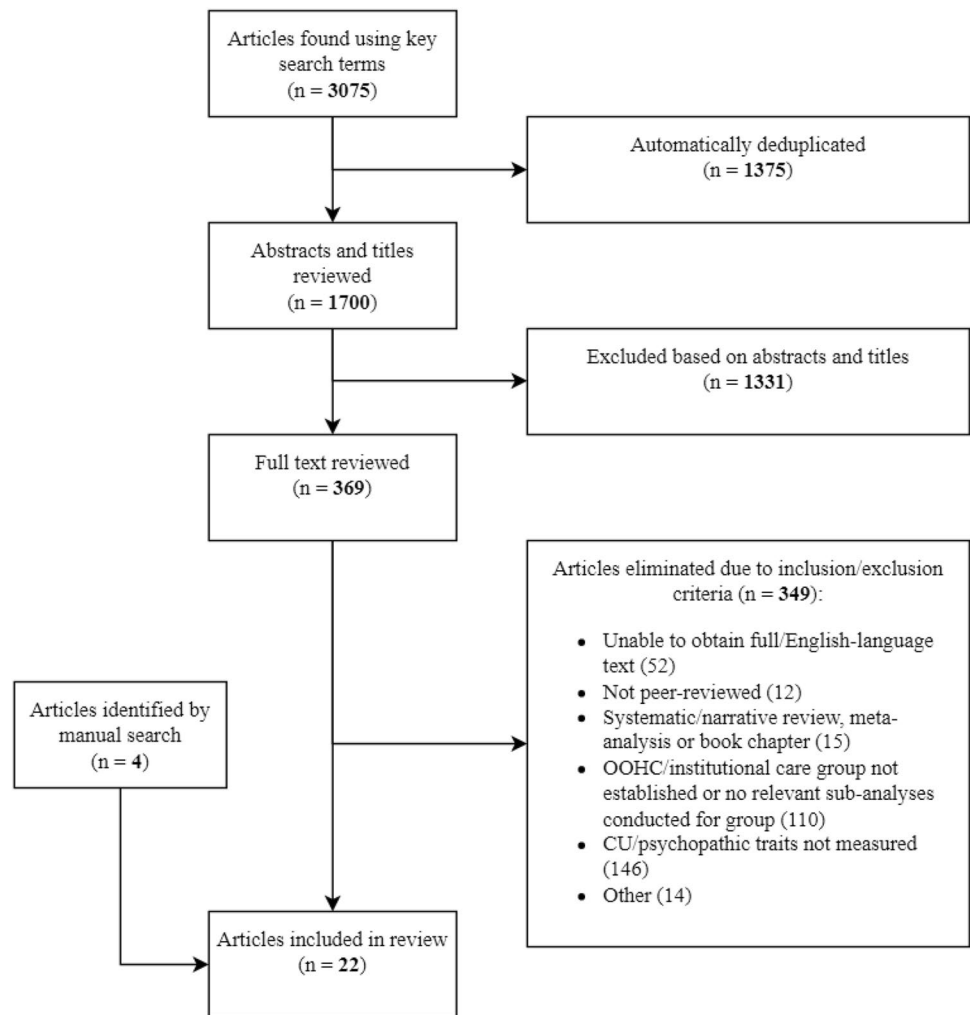 Articles found using key
search terms
(n = 3075)
Automatically deduplicated
(n = 1375)
Abstracts and titles
reviewed
(n = 1700)
Excluded based on abstracts and titles
(n = 1331)
Full text reviewed
(n = 369)
Articles eliminated due to inclusion/exclusion
criteria (n = 349):
• Unable to obtain full/English-language
text (52)
• Not peer-reviewed (12)
• Systematic/narrative review, meta-
analysis or book chapter (15)
• OOHC/institutional care group not
established or no relevant sub-analyses
conducted for group (110)
• CU/psychopathic traits not measured
(146)
• Other (14)
Articles identified by
manual search
(n = 4)
Articles included in review
(n = 22)